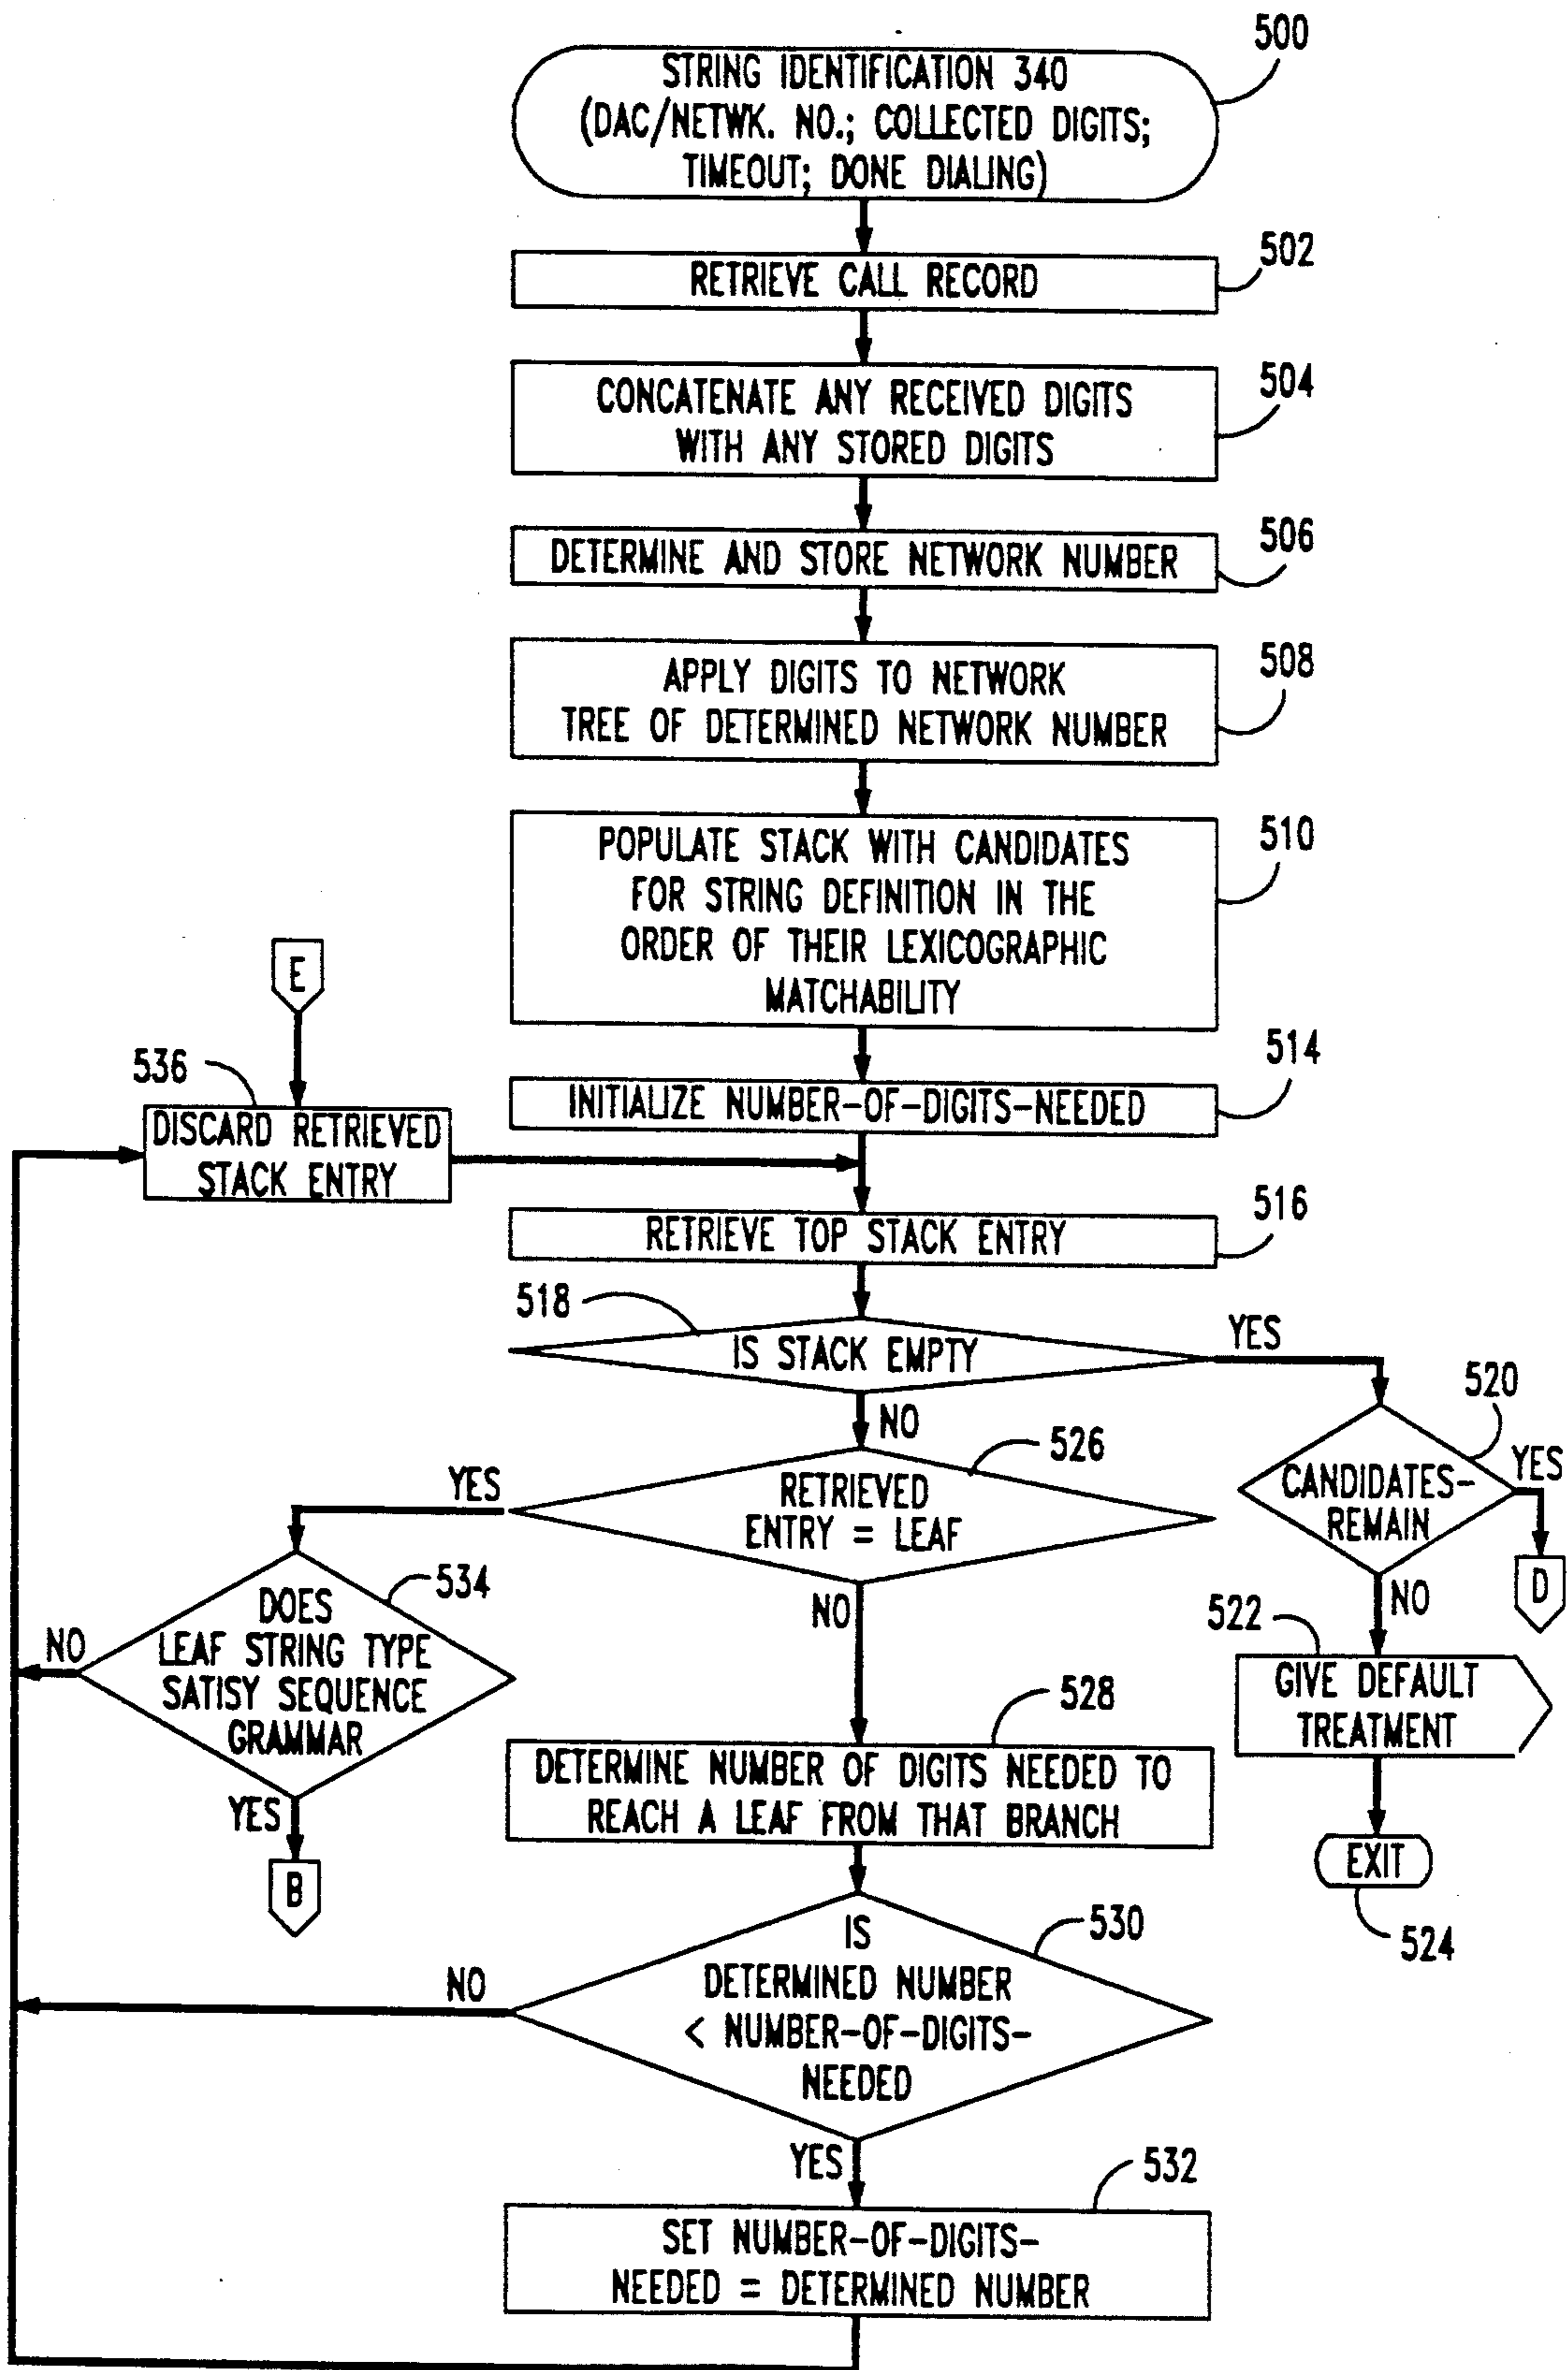 500
STRING IDENTIFICATION 340
(DAC/NETWK. NO.; COLLECTED DIGITS;
TIMEOUT; DONE DIALING)
502
RETRIEVE CALL RECORD
504
CONCATENATE ANY RECEIVED DIGITS
WITH ANY STORED DIGITS
506
DETERMINE AND STORE NETWORK NUMBER
508
APPLY DIGITS TO NETWORK
TREE OF DETERMINED NETWORK NUMBER
510
POPULATE STACK WITH CANDIDATES
FOR STRING DEFINITION IN THE
ORDER OF THEIR LEXICOGRAPHIC
MATCHABILITY
E
536
DISCARD RETRIEVED
STACK ENTRY
514
INITIALIZE NUMBER-OF-DIGITS-NEEDED
516
RETRIEVE TOP STACK ENTRY
518
IS STACK EMPTY
YES
NO
520
CANDIDATES-
REMAIN
YES
D
NO
522
GIVE DEFAULT
TREATMENT
EXIT
524
526
RETRIEVED
ENTRY = LEAF
YES
NO
534
DOES
LEAF STRING TYPE
SATISY SEQUENCE
GRAMMAR
NO
YES
B
528
DETERMINE NUMBER OF DIGITS NEEDED TO
REACH A LEAF FROM THAT BRANCH
530
IS
DETERMINED NUMBER
< NUMBER-OF-DIGITS-
NEEDED
NO
YES
532
SET NUMBER-OF-DIGITS-
NEEDED = DETERMINED NUMBER